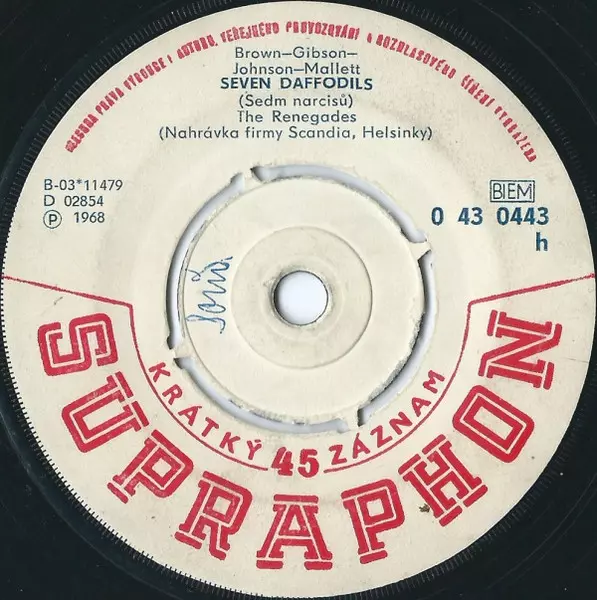 VŠECHNA PRÁVA VÝROBCE I AUTORŮ, VEŘEJNÉHO PROVOZOVÁNÍ A ROZHLASOVÉHO ŠÍŘENÍ VYHRAZENA
Brown—Gibson—
Johnson—Mallett
SEVEN DAFFODILS
(Sedm narcisů)
The Renegades
(Nahrávka firmy Scandia, Helsinky)
B-03*11479
D 02854
Ⓟ 1968
BIEM
0 43 0443
h
KRÁTKÝ 45 ZÁZNAM
SUPRAPHON